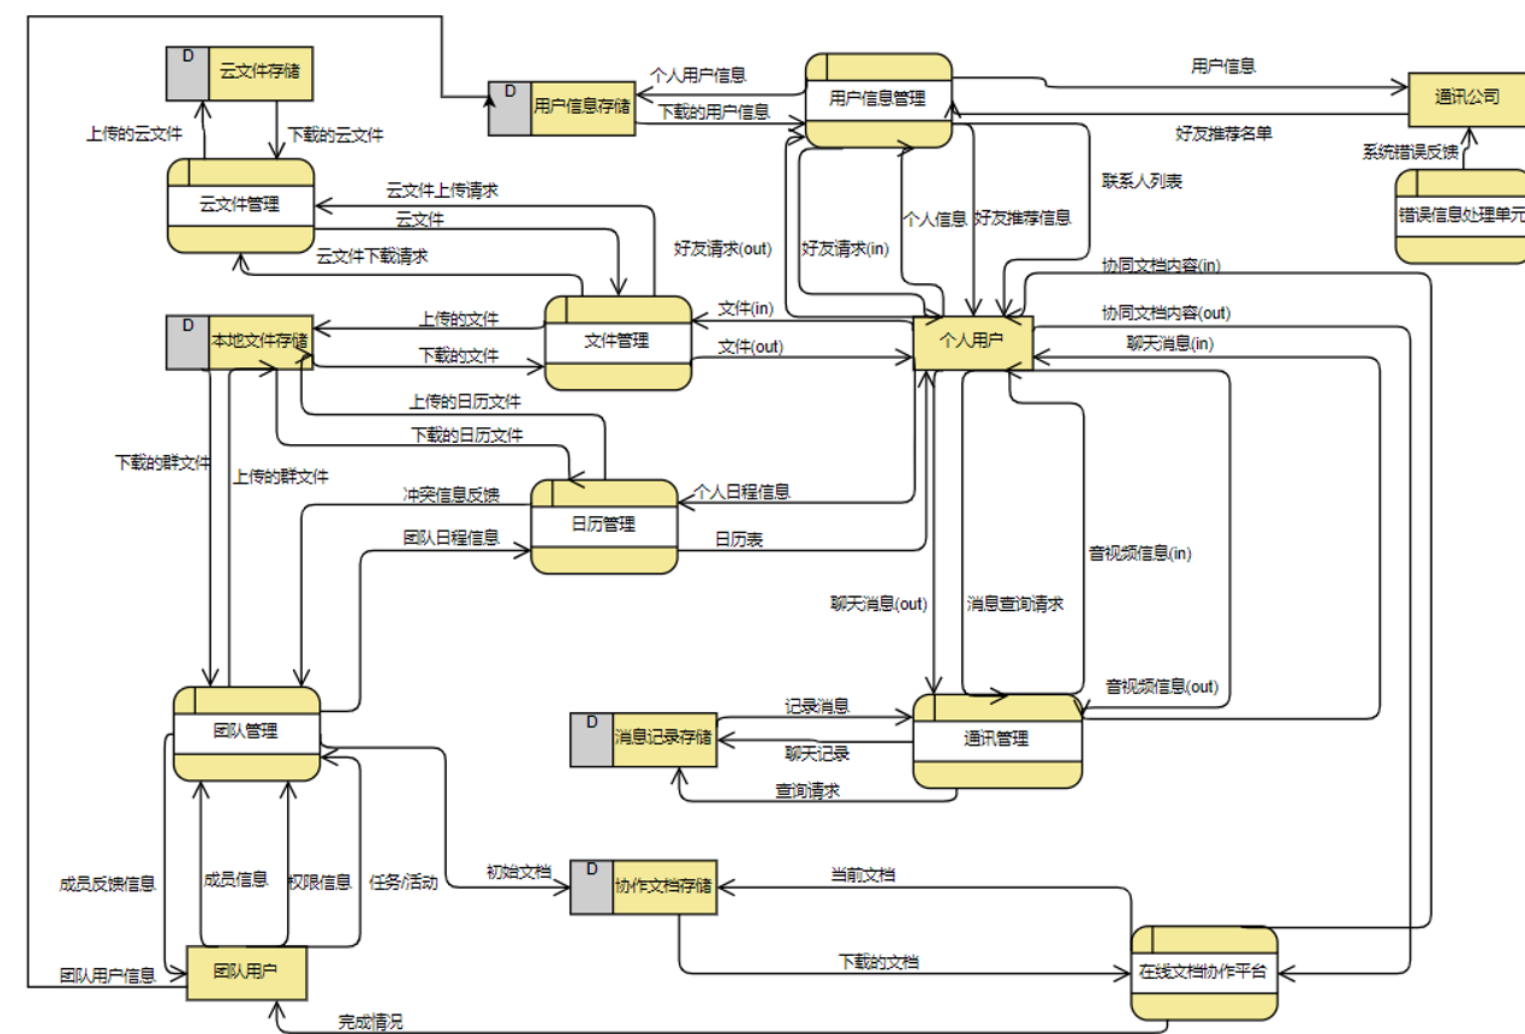 D
云文件存储
上传的云文件
下载的云文件
云文件管理
D
用户信息存储
个人用户信息
下载的用户信息
用户信息管理
用户信息
通讯公司
好友推荐名单
系统错误反馈
错误信息处理单元
联系人列表
云文件上传请求
云文件
云文件下载请求
好友请求(out)
好友请求(in)
个人信息
好友推荐信息
协同文档内容(in)
协同文档内容(out)
聊天消息(in)
D
本地文件存储
上传的文件
下载的文件
文件管理
文件(in)
文件(out)
个人用户
上传的日历文件
下载的日历文件
下载的群文件
上传的群文件
冲突信息反馈
团队日程信息
日历管理
个人日程信息
日历表
音视频信息(in)
聊天消息(out)
消息查询请求
音视频信息(out)
团队管理
D
消息记录存储
记录消息
聊天记录
查询请求
通讯管理
成员反馈信息
成员信息
权限信息
任务/活动
初始文档
D
协作文档存储
当前文档
下载的文档
在线文档协作平台
团队用户信息
团队用户
完成情况